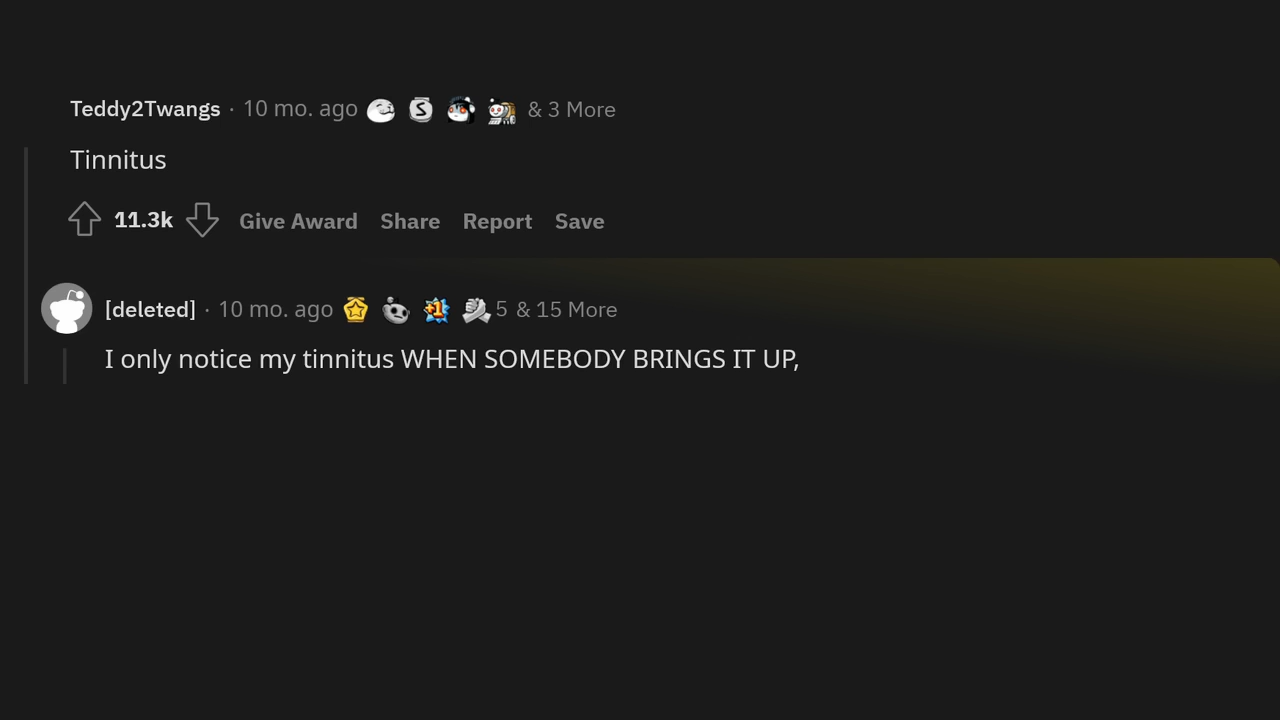 Teddy2Twangs · 10 mo. ago & 3 More
Tinnitus
11.3k Give Award Share Report Save
[deleted] · 10 mo. ago +1 5 & 15 More
I only notice my tinnitus WHEN SOMEBODY BRINGS IT UP,